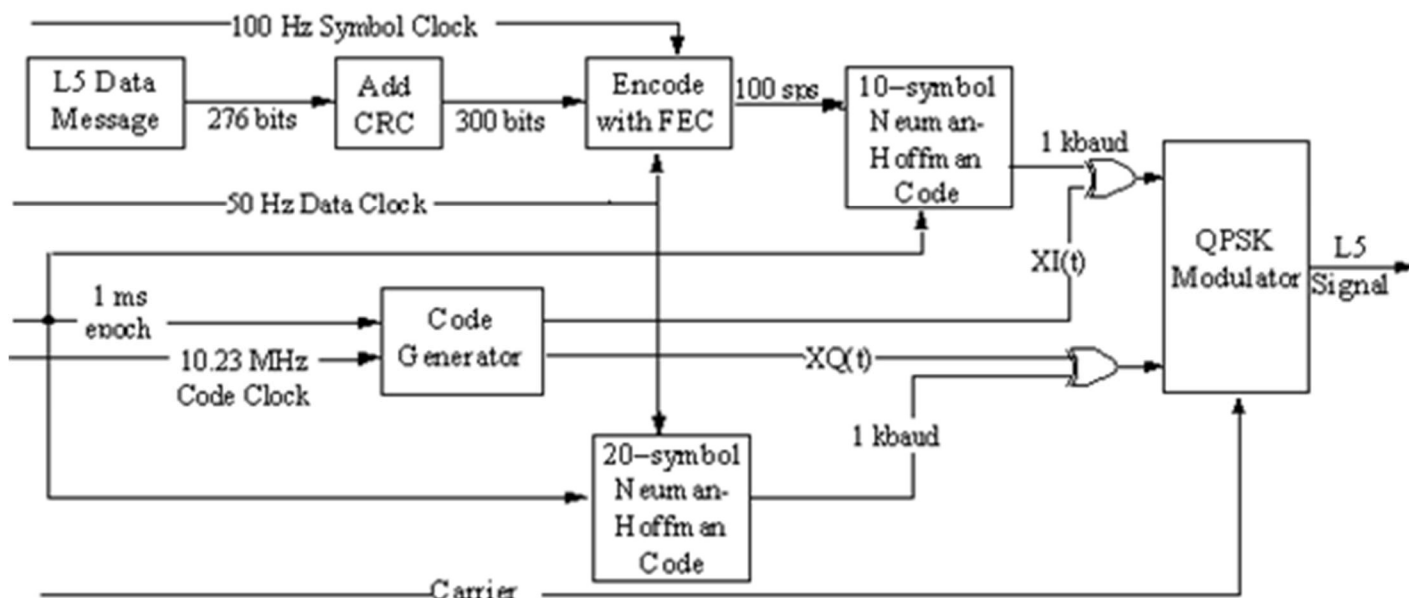 100 Hz Symbol Clock
L5 Data
Message
276 bits
Add
CRC
300 bits
Encode
with FEC
100 sps
10-symbol
Neuman-
Hoffman
Code
1 kbaud
50 Hz Data Clock
QPSK
Modulator
L5
Signal
XI(t)
1 ms
epoch
Code
Generator
10.23 MHz
Code Clock
XQ(t)
1 kbaud
20-symbol
Neuman-
Hoffman
Code
Carrier